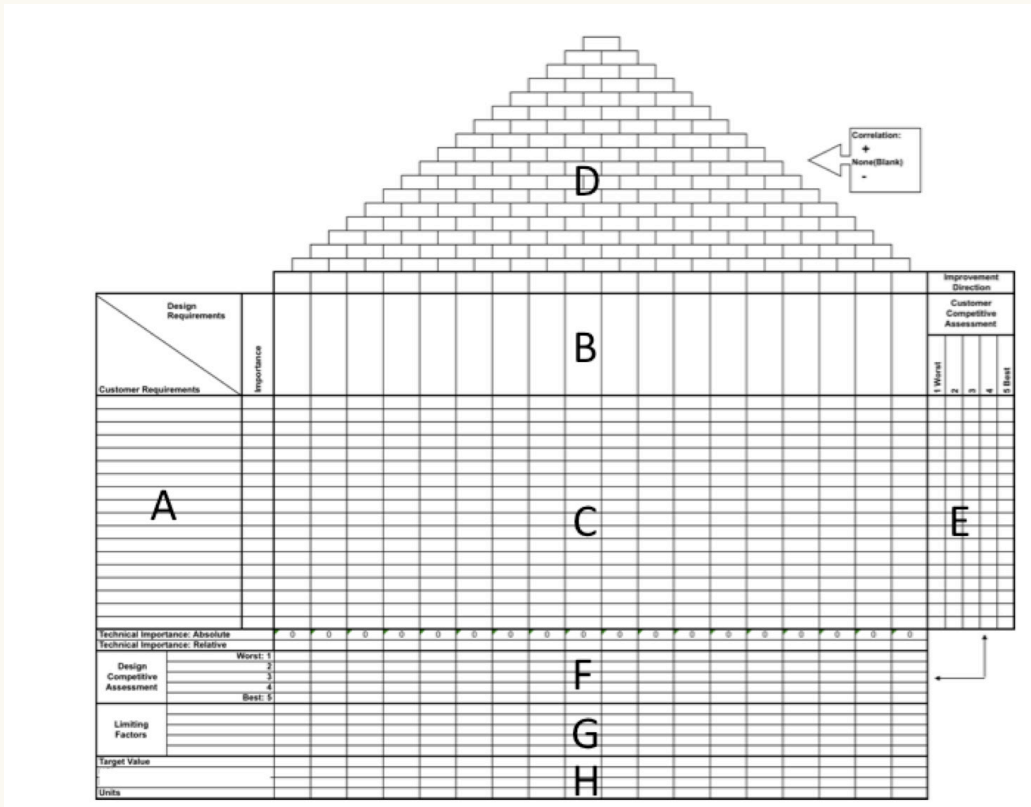 Correlation:
+
None(Blank)
-
D
Improvement
Direction
Design
Requirements
Customer Requirements
Importance
B
Customer
Competitive
Assessment
1 Worst
2
3
4
5 Best
A
C
E
Technical Importance: Absolute 0 0 0 0 0 0 0 0 0 0 0 0 0 0 0 0 0 0
Technical Importance: Relative
Design
Competitive
Assessment
Worst: 1
2
3
4
Best: 5
F
Limiting
Factors
G
Target Value
H
Units